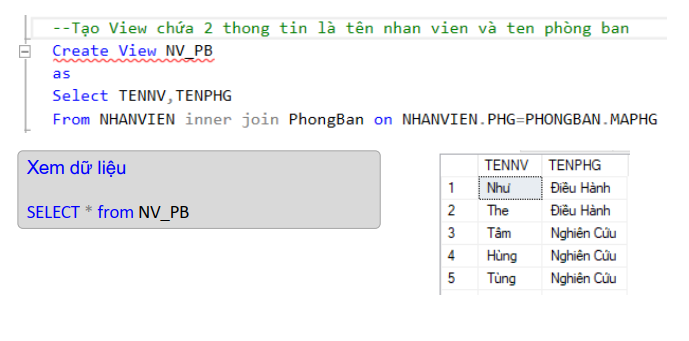 --Tạo View chứa 2 thong tin là tên nhan vien và ten phòng ban
Create View NV_PB
as
Select TENNV,TENPHG
From NHANVIEN inner join PhongBan on NHANVIEN.PHG=PHONGBAN.MAPHG
Xem dữ liệu
SELECT * from NV_PB
TENNV TENPHG
1 Như Điều Hành
2 The Điều Hành
3 Tâm Nghiên Cứu
4 Hùng Nghiên Cứu
5 Tùng Nghiên Cứu